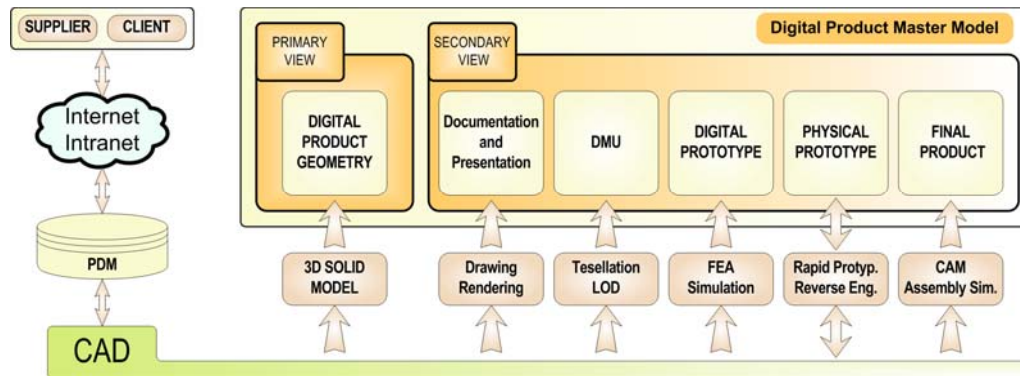 SUPPLIER
CLIENT
Internet
Intranet
PDM
CAD
Digital Product Master Model
PRIMARY
VIEW
SECONDARY
VIEW
DIGITAL
PRODUCT
GEOMETRY
Documentation
and
Presentation
DMU
DIGITAL
PROTOTYPE
PHYSICAL
PROTOTYPE
FINAL
PRODUCT
3D SOLID
MODEL
Drawing
Rendering
Tesellation
LOD
FEA
Simulation
Rapid Protyp.
Reverse Eng.
CAM
Assembly Sim.